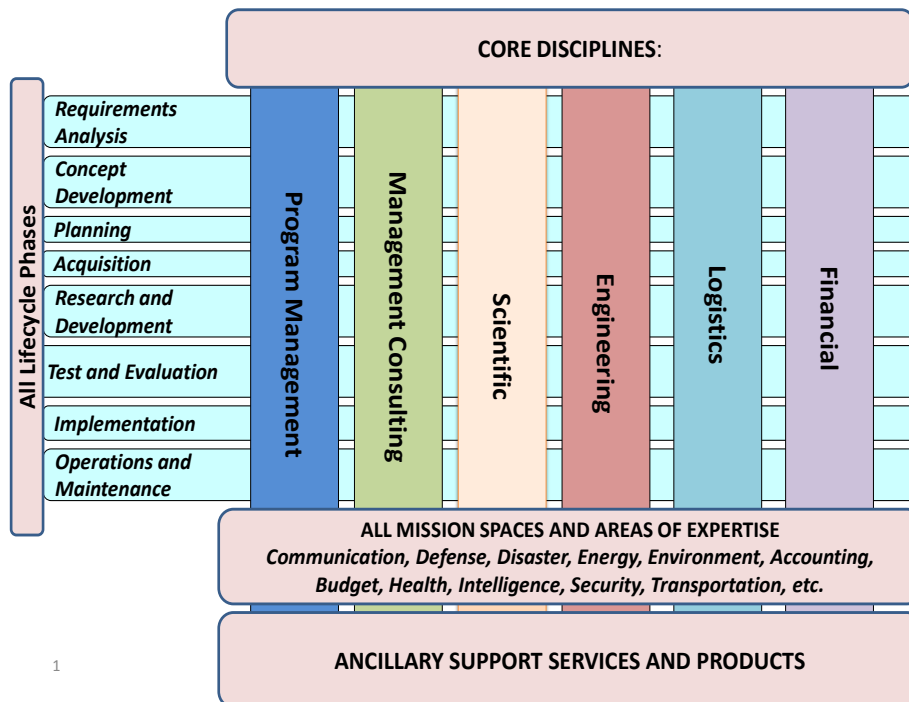 CORE DISCIPLINES:
All Lifecycle Phases
Requirements
Analysis
Concept
Development
Planning
Acquisition
Research and
Development
Test and Evaluation
Implementation
Operations and
Maintenance
Program Management
Management Consulting
Scientific
Engineering
Logistics
Financial
ALL MISSION SPACES AND AREAS OF EXPERTISE
Communication, Defense, Disaster, Energy, Environment, Accounting,
Budget, Health, Intelligence, Security, Transportation, etc.
ANCILLARY SUPPORT SERVICES AND PRODUCTS
1